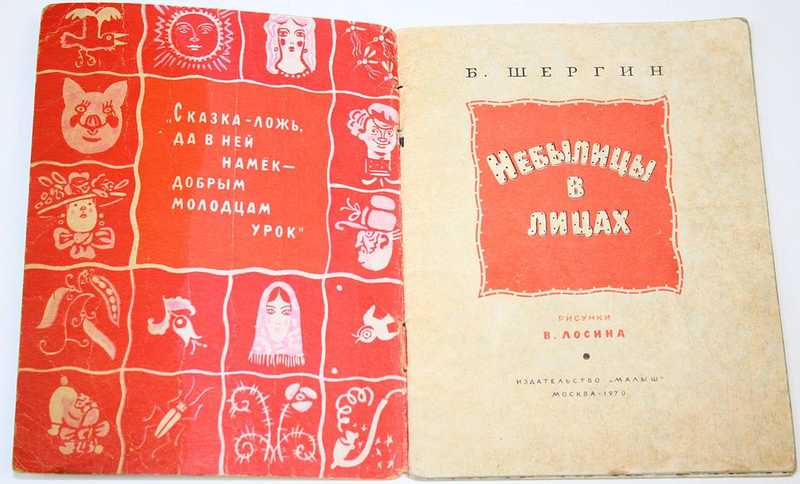 „Сказка-ложь,
да в ней
намек—
добрым
молодцам
урок"
Б. ШЕРГИН
Небылицы
в
лицах
РИСУНКИ
В. ЛОСИНА
ИЗДАТЕЛЬСТВО „МАЛЫШ"
МОСКВА-1970